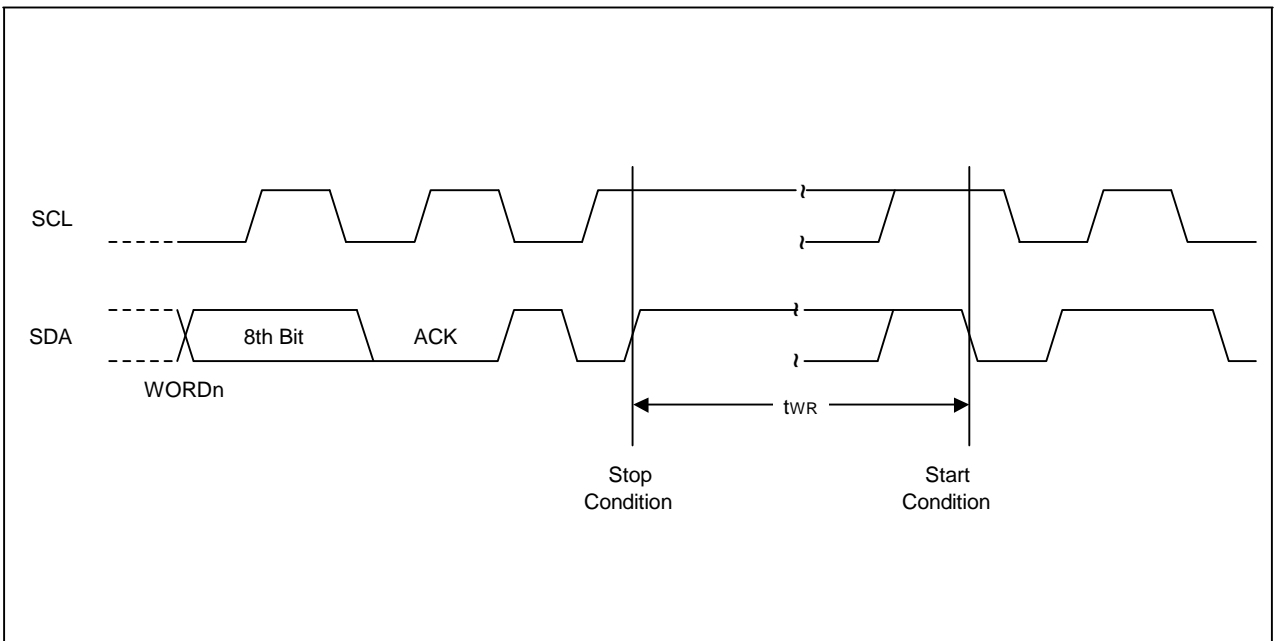 SCL
SDA
8th Bit
ACK
WORDn
tWR
Stop
Condition
Start
Condition